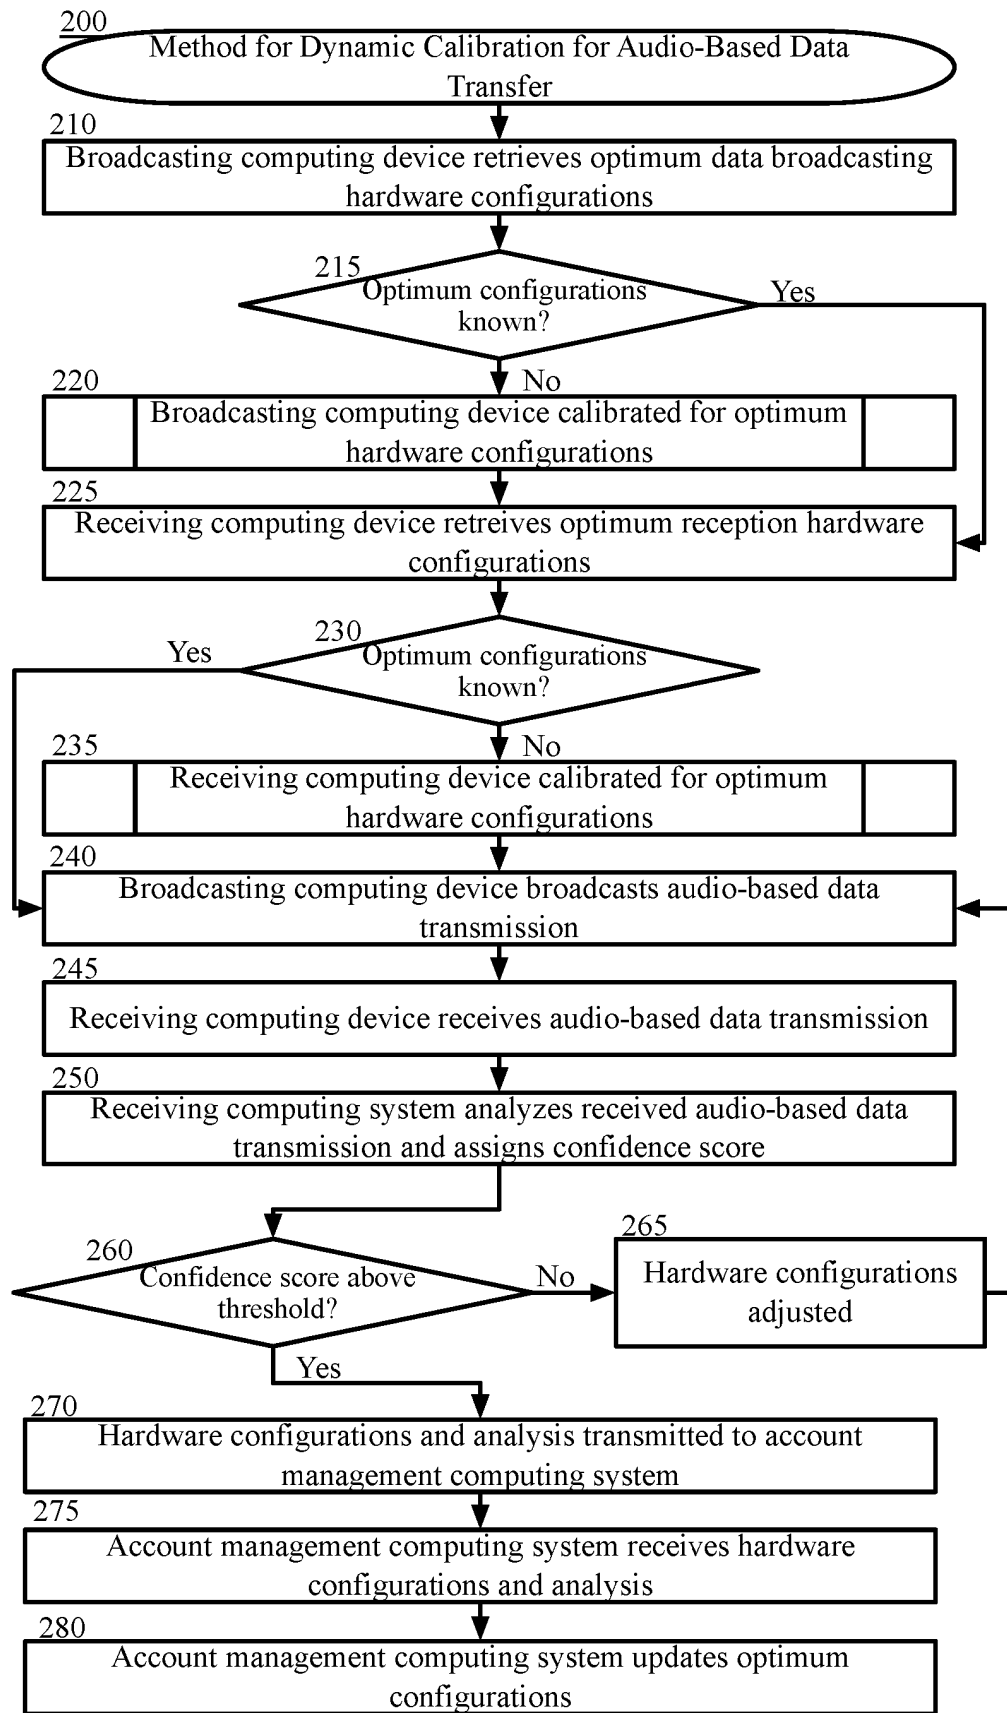 200
Method for Dynamic Calibration for Audio-Based Data
Transfer
210
Broadcasting computing device retrieves optimum data broadcasting
hardware configurations
215
Optimum configurations
known?
Yes
No
220
Broadcasting computing device calibrated for optimum
hardware configurations
225
Receiving computing device retreives optimum reception hardware
configurations
230
Optimum configurations
known?
Yes
No
235
Receiving computing device calibrated for optimum
hardware configurations
240
Broadcasting computing device broadcasts audio-based data
transmission
245
Receiving computing device receives audio-based data transmission
250
Receiving computing system analyzes received audio-based data
transmission and assigns confidence score
260
Confidence score above
threshold?
No
265
Hardware configurations
adjusted
Yes
270
Hardware configurations and analysis transmitted to account
management computing system
275
Account management computing system receives hardware
configurations and analysis
280
Account management computing system updates optimum
configurations